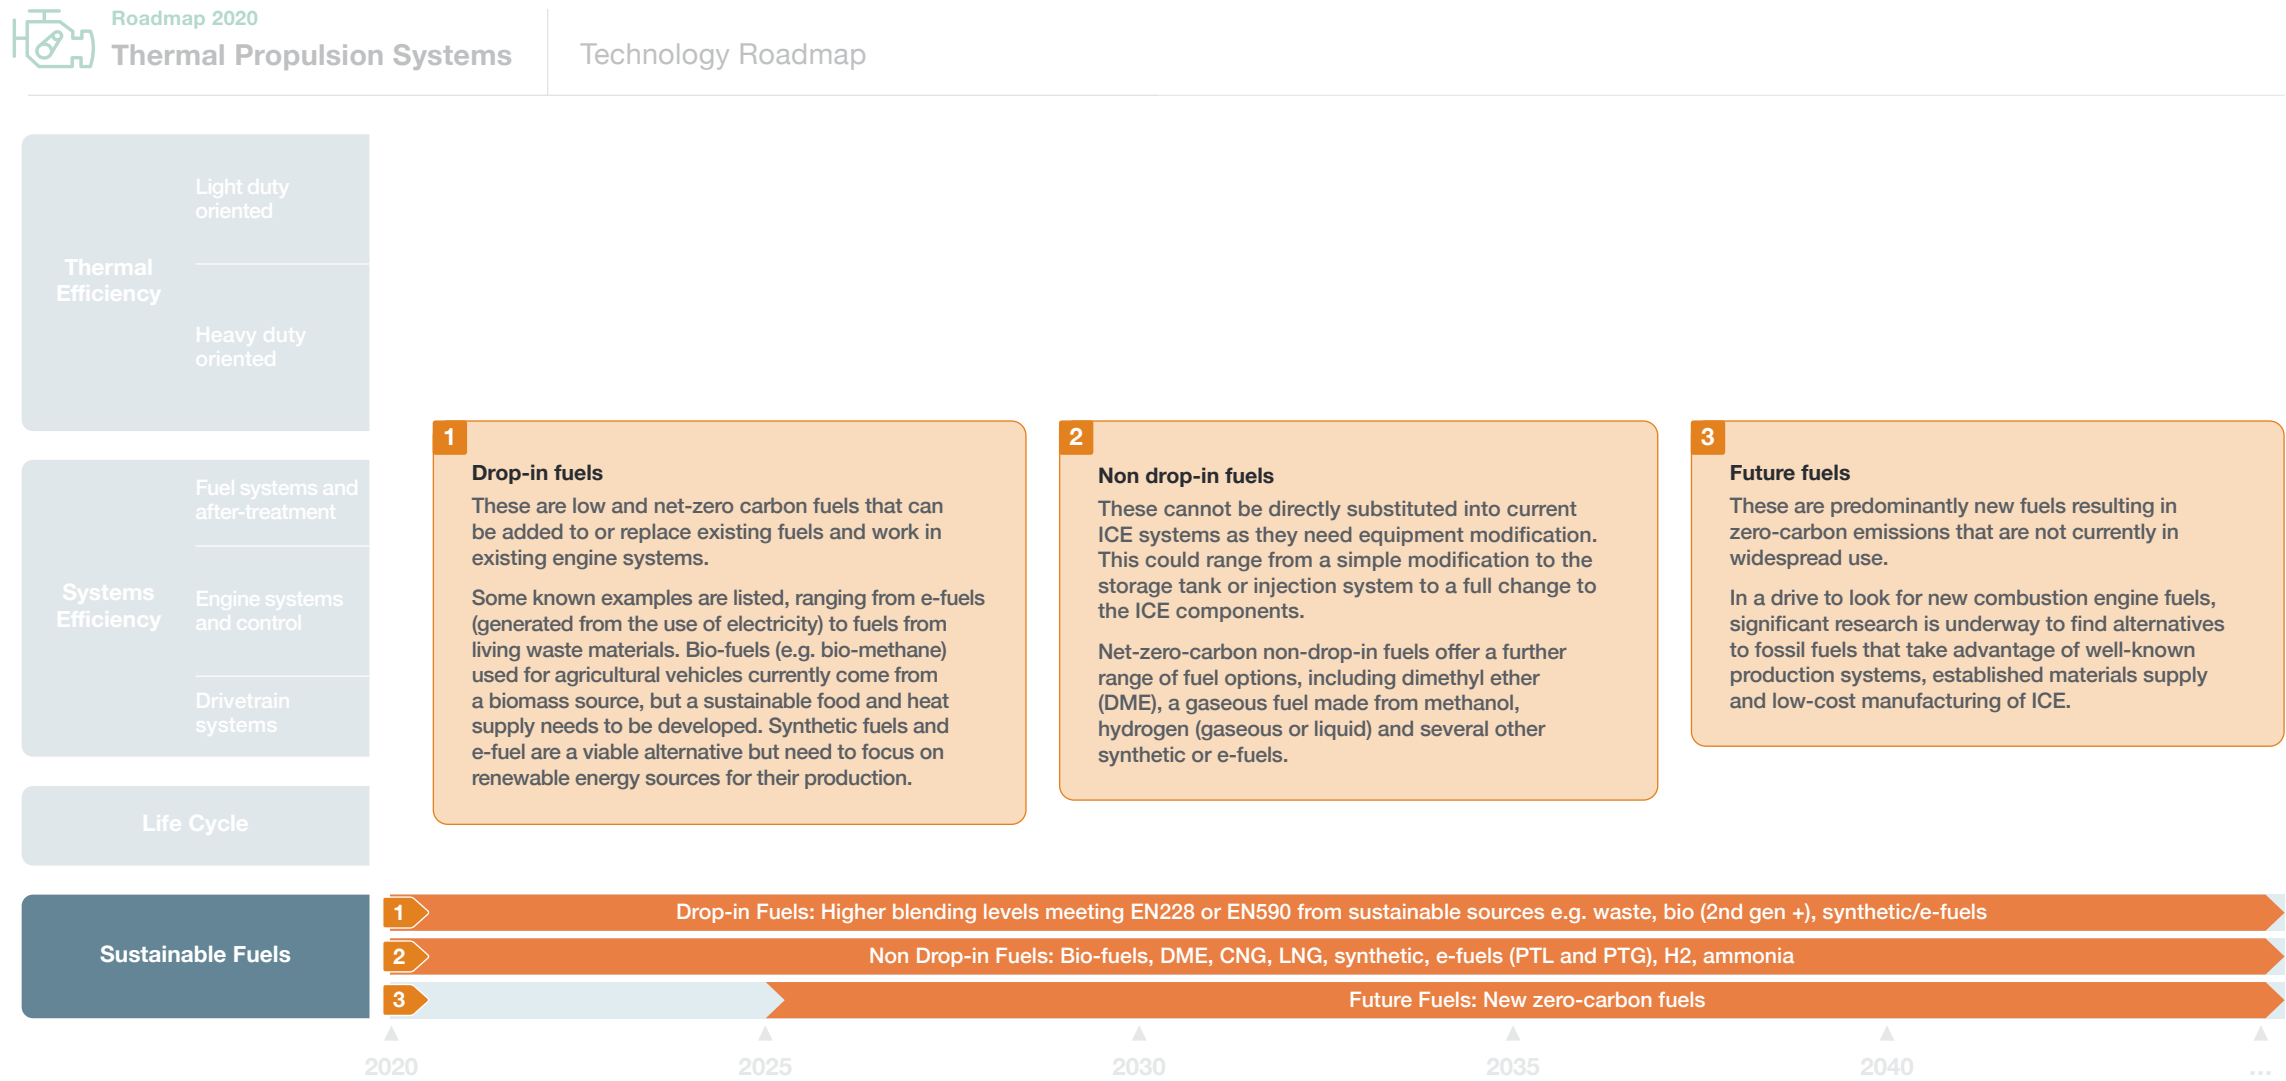 Roadmap 2020
Thermal Propulsion Systems
Technology Roadmap
Thermal
Efficiency
Light duty
oriented
Heavy duty
oriented
Systems
Efficiency
Fuel systems and
after-treatment
Engine systems
and control
Drivetrain
systems
Life Cycle
1
Drop-in fuels
These are low and net-zero carbon fuels that can
be added to or replace existing fuels and work in
existing engine systems.
Some known examples are listed, ranging from e-fuels
(generated from the use of electricity) to fuels from
living waste materials. Bio-fuels (e.g. bio-methane)
used for agricultural vehicles currently come from
a biomass source, but a sustainable food and heat
supply needs to be developed. Synthetic fuels and
e-fuel are a viable alternative but need to focus on
renewable energy sources for their production.
2
Non drop-in fuels
These cannot be directly substituted into current
ICE systems as they need equipment modification.
This could range from a simple modification to the
storage tank or injection system to a full change to
the ICE components.
Net-zero-carbon non-drop-in fuels offer a further
range of fuel options, including dimethyl ether
(DME), a gaseous fuel made from methanol,
hydrogen (gaseous or liquid) and several other
synthetic or e-fuels.
3
Future fuels
These are predominantly new fuels resulting in
zero-carbon emissions that are not currently in
widespread use.
In a drive to look for new combustion engine fuels,
significant research is underway to find alternatives
to fossil fuels that take advantage of well-known
production systems, established materials supply
and low-cost manufacturing of ICE.
Sustainable Fuels
1
Drop-in Fuels: Higher blending levels meeting EN228 or EN590 from sustainable sources e.g. waste, bio (2nd gen +), synthetic/e-fuels
2
Non Drop-in Fuels: Bio-fuels, DME, CNG, LNG, synthetic, e-fuels (PTL and PTG), H2, ammonia
3
Future Fuels: New zero-carbon fuels
2020
2025
2030
2035
2040
...